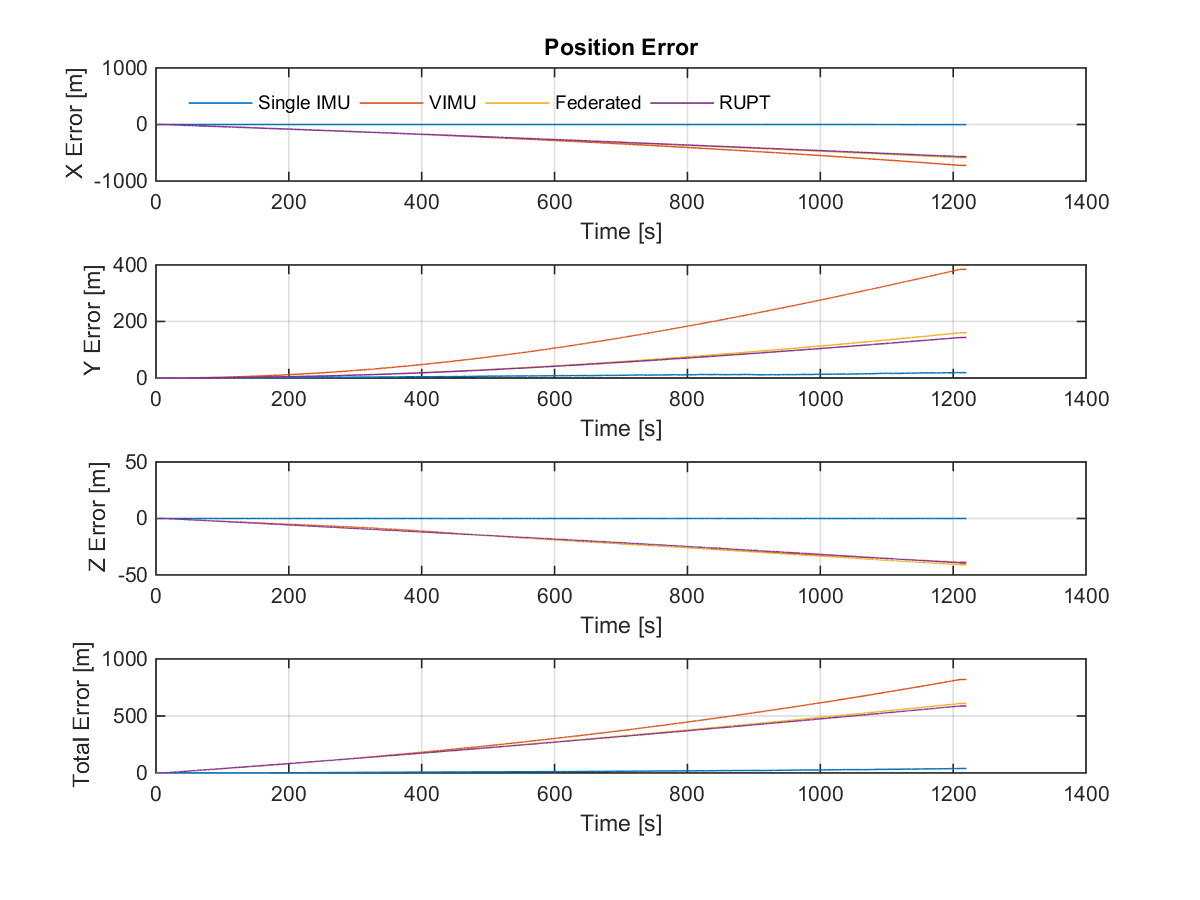 Position Error
1000
Single IMU VIMU Federated RUPT
0
-1000
X Error [m]
0 200 400 600 800 1000 1200 1400
Time [s]
400
200
0
Y Error [m]
0 200 400 600 800 1000 1200 1400
Time [s]
50
0
-50
Z Error [m]
0 200 400 600 800 1000 1200 1400
Time [s]
1000
500
0
Total Error [m]
0 200 400 600 800 1000 1200 1400
Time [s]